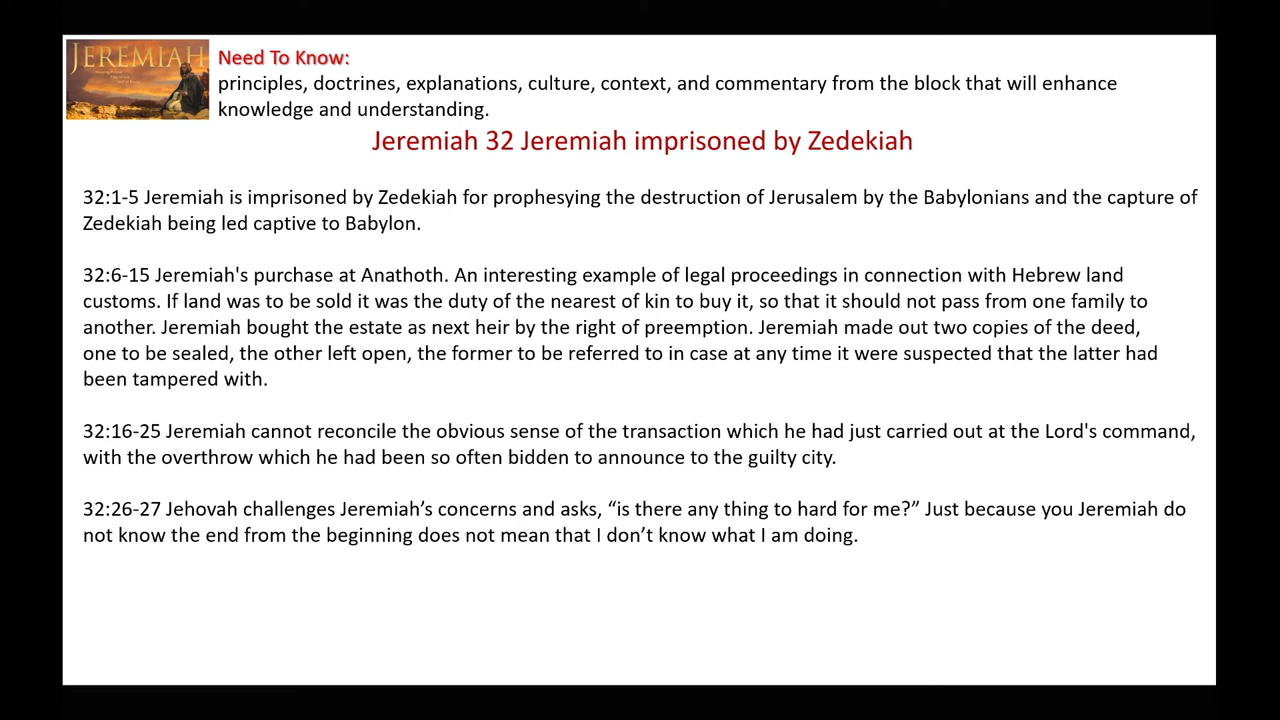 JEREMIAH
Need To Know:
principles, doctrines, explanations, culture, context, and commentary from the block that will enhance
knowledge and understanding.
Jeremiah 32 Jeremiah imprisoned by Zedekiah
32:1-5 Jeremiah is imprisoned by Zedekiah for prophesying the destruction of Jerusalem by the Babylonians and the capture of
Zedekiah being led captive to Babylon.
32:6-15 Jeremiah's purchase at Anathoth. An interesting example of legal proceedings in connection with Hebrew land
customs. If land was to be sold it was the duty of the nearest of kin to buy it, so that it should not pass from one family to
another. Jeremiah bought the estate as next heir by the right of preemption. Jeremiah made out two copies of the deed,
one to be sealed, the other left open, the former to be referred to in case at any time it were suspected that the latter had
been tampered with.
32:16-25 Jeremiah cannot reconcile the obvious sense of the transaction which he had just carried out at the Lord's command,
with the overthrow which he had been so often bidden to announce to the guilty city.
32:26-27 Jehovah challenges Jeremiah’s concerns and asks, “is there any thing to hard for me?” Just because you Jeremiah do
not know the end from the beginning does not mean that I don’t know what I am doing.